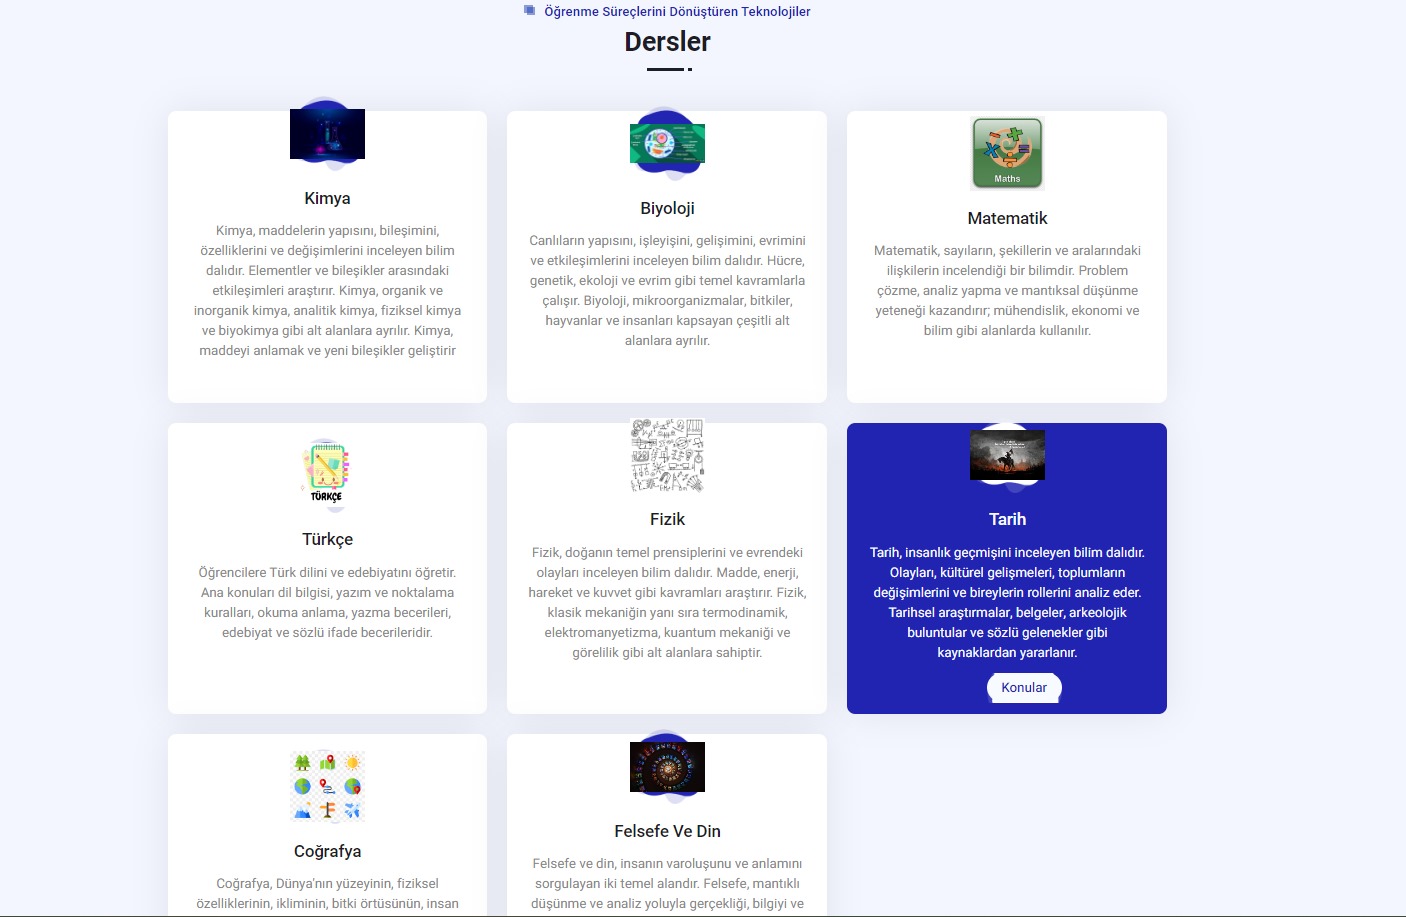 Öğrenme Süreçlerini Dönüştüren Teknolojiler
Dersler
Kimya
Kimya, maddelerin yapısını, bileşimini,
özelliklerini ve değişimlerini inceleyen bilim
dalıdır. Elementler ve bileşikler arasındaki
etkileşimleri araştırır. Kimya, organik ve
inorganik kimya, analitik kimya, fiziksel kimya
ve biyokimya gibi alt alanlara ayrılır. Kimya,
maddeyi anlamak ve yeni bileşikler geliştirir
Biyoloji
Canlıların yapısını, işleyişini, gelişimini, evrimini
ve etkileşimlerini inceleyen bilim dalıdır. Hücre,
genetik, ekoloji ve evrim gibi temel kavramlarla
çalışır. Biyoloji, mikroorganizmalar, bitkiler,
hayvanlar ve insanları kapsayan çeşitli alt
alanlara ayrılır.
Maths
Matematik
Matematik, sayıların, şekillerin ve aralarındaki
ilişkilerin incelendiği bir bilimdir. Problem
çözme, analiz yapma ve mantıksal düşünme
yeteneği kazandırır; mühendislik, ekonomi ve
bilim gibi alanlarda kullanılır.
TÜRKÇE
Türkçe
Öğrencilere Türk dilini ve edebiyatını öğretir.
Ana konuları dil bilgisi, yazım ve noktalama
kuralları, okuma anlama, yazma becerileri,
edebiyat ve sözlü ifade becerileridir.
Fizik
Fizik, doğanın temel prensiplerini ve evrendeki
olayları inceleyen bilim dalıdır. Madde, enerji,
hareket ve kuvvet gibi kavramları araştırır. Fizik,
klasik mekaniğin yanı sıra termodinamik,
elektromanyetizma, kuantum mekaniği ve
görelilik gibi alt alanlara sahiptir.
Tarih
Tarih, insanlık geçmişini inceleyen bilim dalıdır.
Olayları, kültürel gelişmeleri, toplumların
değişimlerini ve bireylerin rollerini analiz eder.
Tarihsel araştırmalar, belgeler, arkeolojik
buluntular ve sözlü gelenekler gibi
kaynaklardan yararlanır.
Konular
Coğrafya
Coğrafya, Dünya'nın yüzeyinin, fiziksel
özelliklerinin, ikliminin, bitki örtüsünün, insan
Felsefe Ve Din
Felsefe ve din, insanın varoluşunu ve anlamını
sorgulayan iki temel alandır. Felsefe, mantıklı
düşünme ve analiz yoluyla gerçekliği, bilgiyi ve